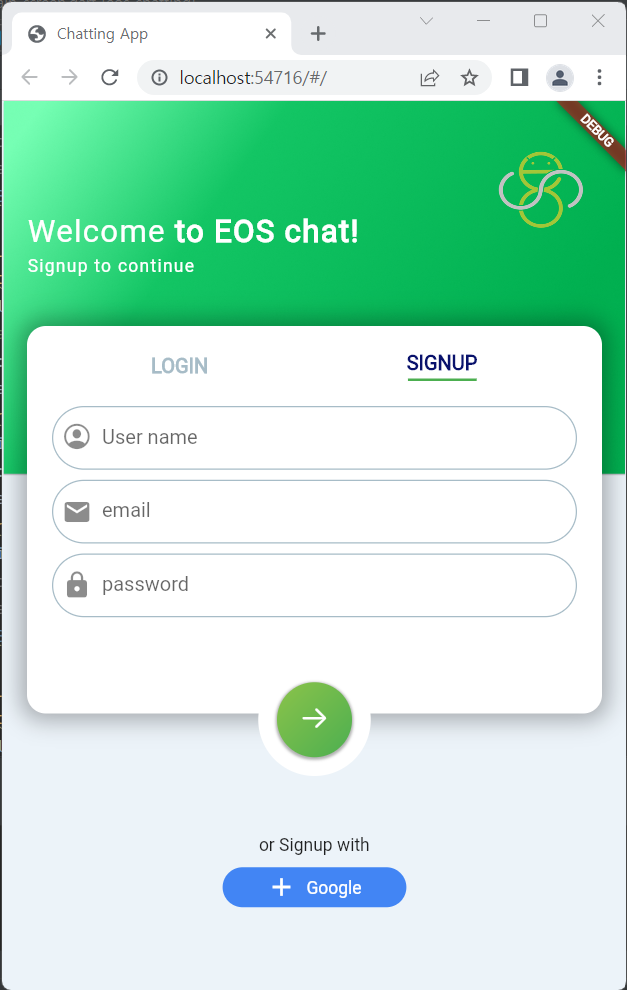 Chatting App
localhost:54716/#/
DEBUG
Welcome to EOS chat!
Signup to continue
LOGIN
SIGNUP
User name
email
password
or Signup with
Google